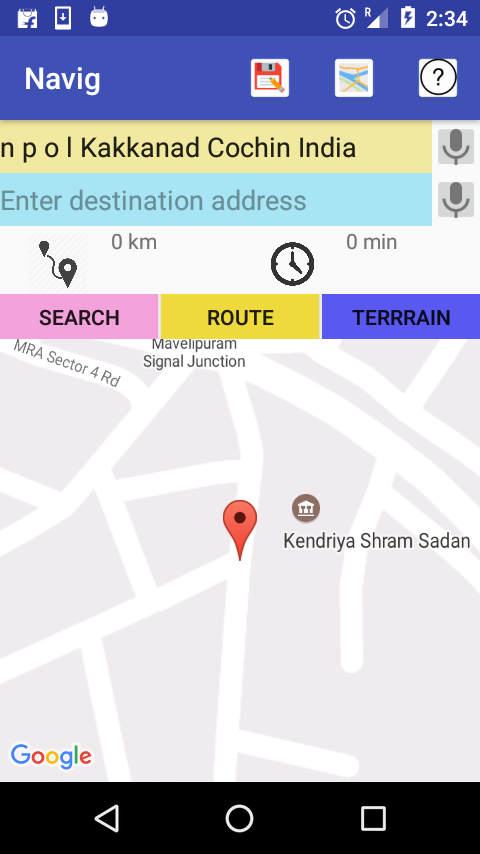 R
2:34
Navig
?
n p o l Kakkanad Cochin India
Enter destination address
0 km
0 min
SEARCH
ROUTE
TERRRAIN
MRA Sector 4 Rd
Mavelipuram
Signal Junction
Kendriya Shram Sadan
Google